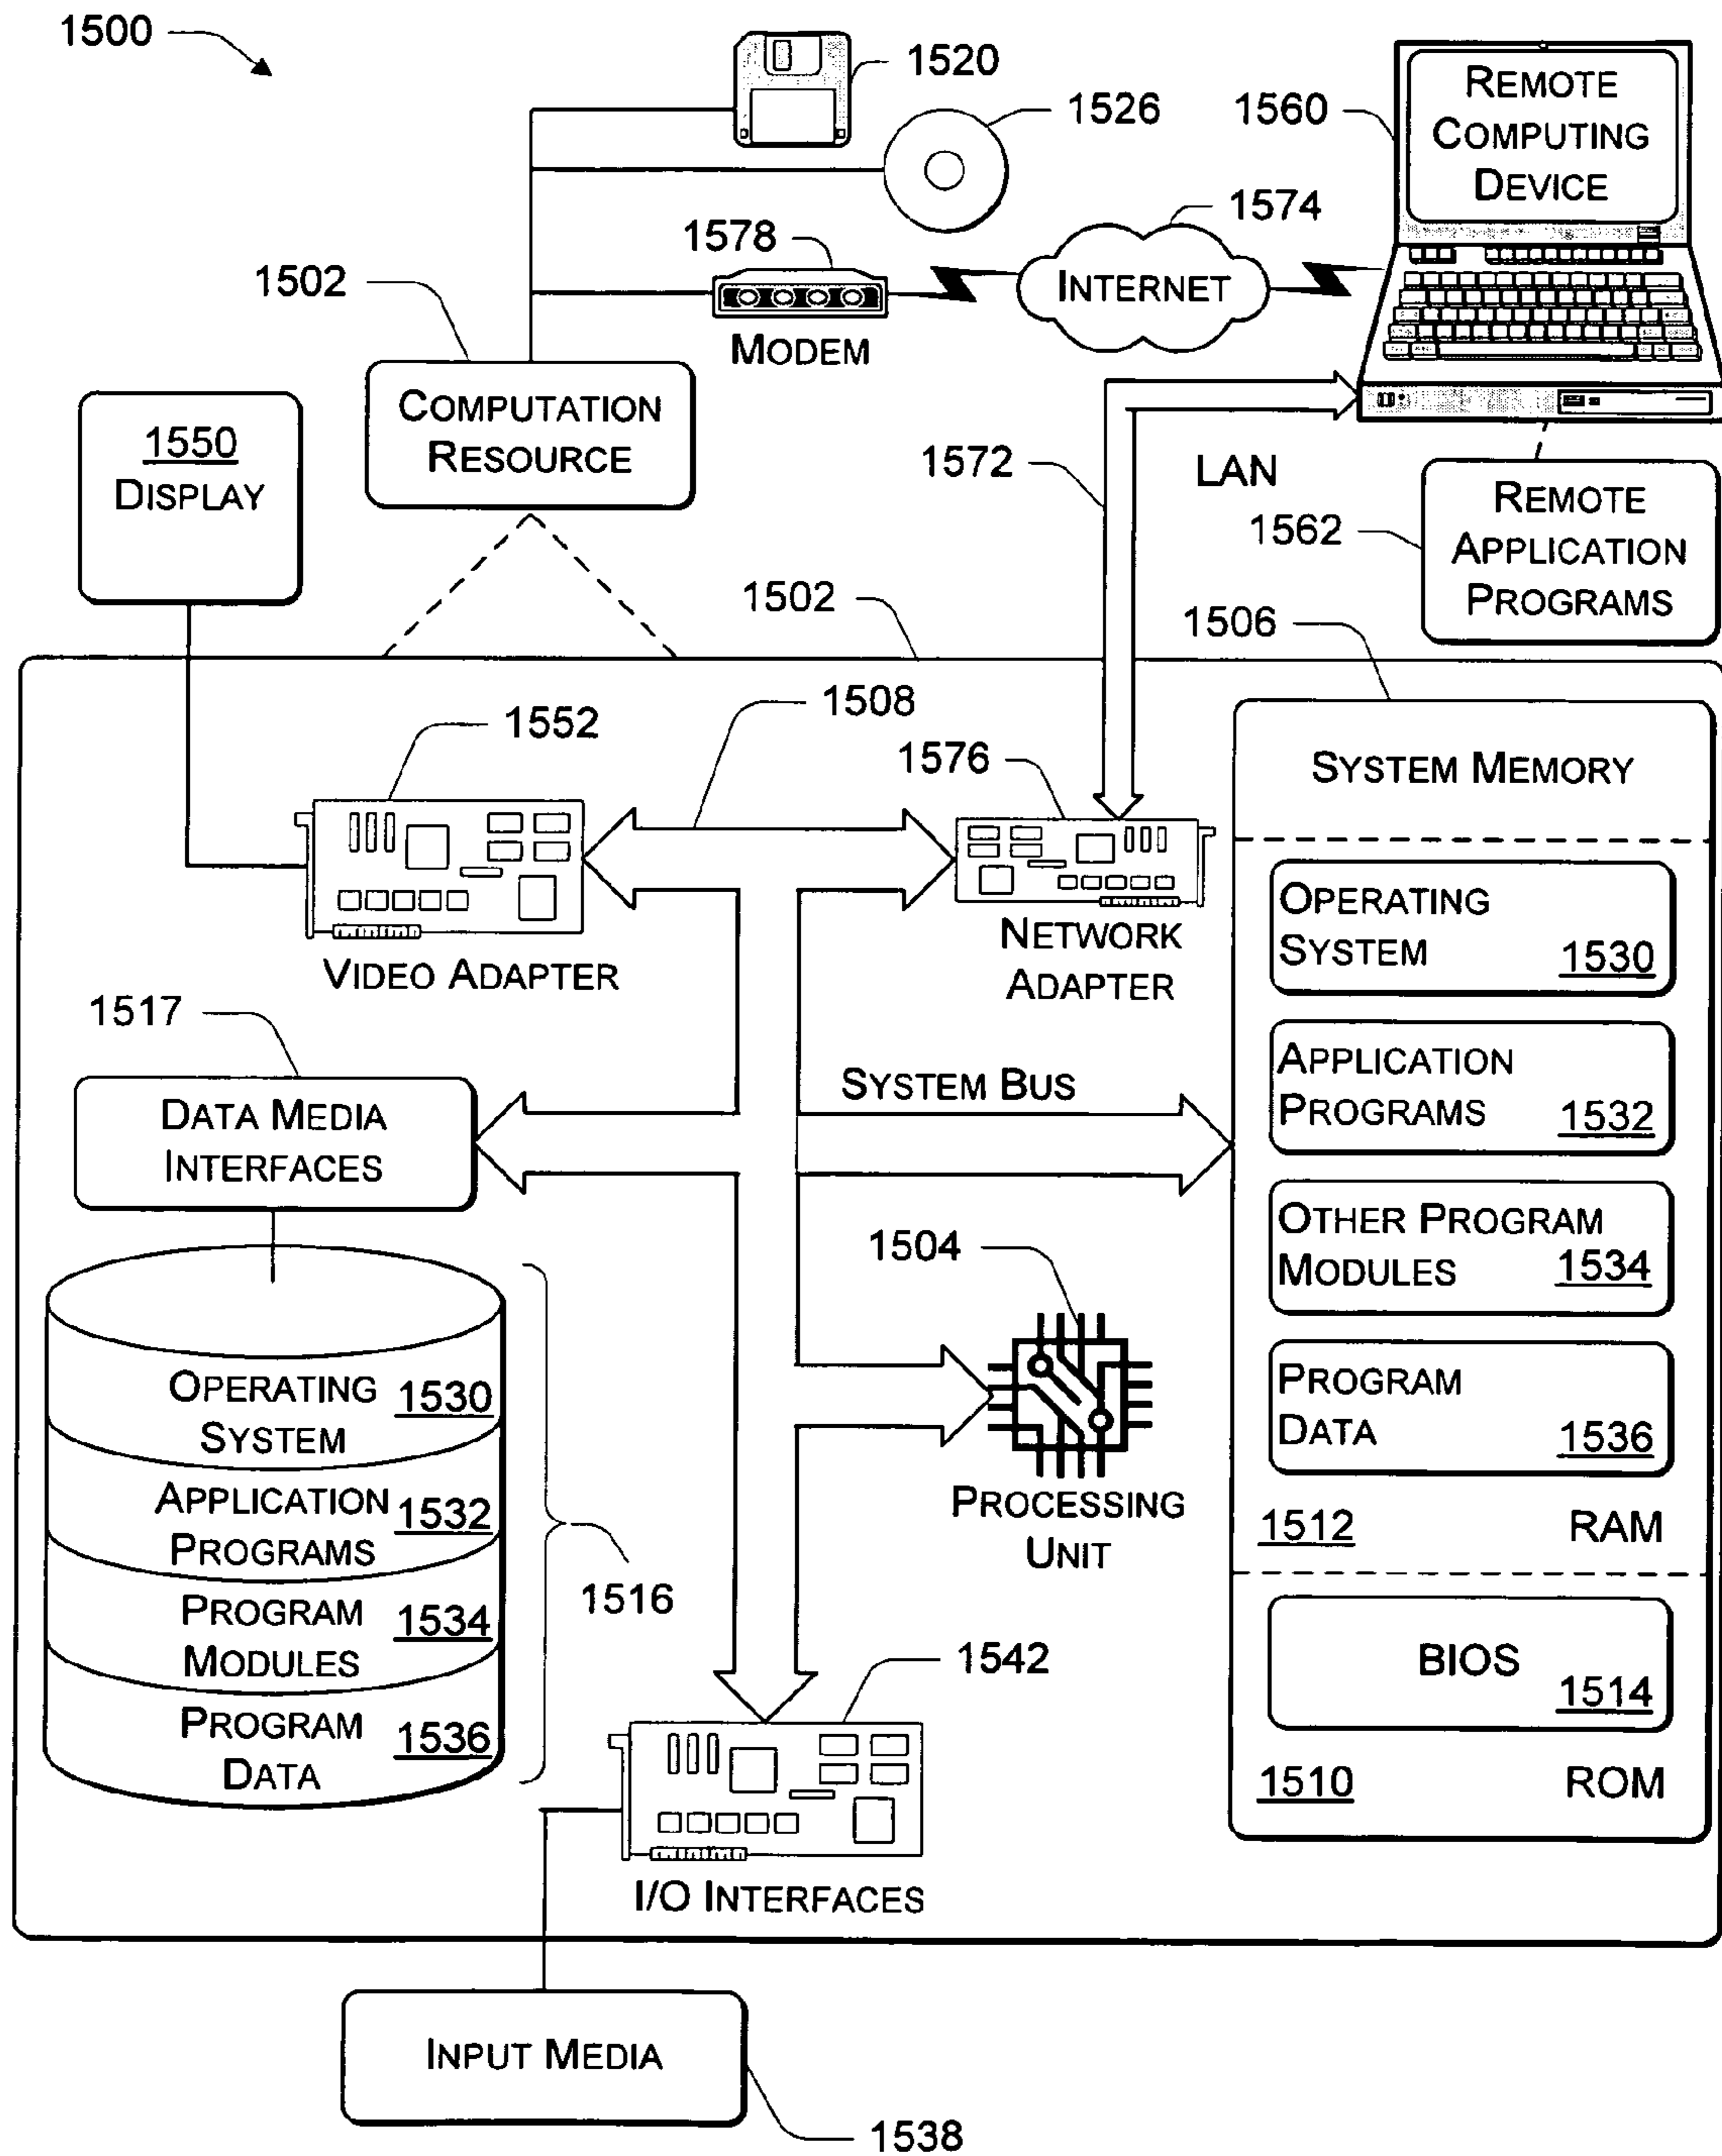 1500
1520
1526
1560
REMOTE
COMPUTING
DEVICE
1574
INTERNET
1578
MODEM
1502
COMPUTATION
RESOURCE
1550
DISPLAY
1572
LAN
1562
REMOTE
APPLICATION
PROGRAMS
1502
1506
1508
1552
VIDEO ADAPTER
1576
NETWORK
ADAPTER
SYSTEM MEMORY
OPERATING
SYSTEM 1530
APPLICATION
PROGRAMS 1532
OTHER PROGRAM
MODULES 1534
PROGRAM
DATA 1536
1512 RAM
BIOS
1514
1510 ROM
1517
DATA MEDIA
INTERFACES
SYSTEM BUS
1504
PROCESSING
UNIT
OPERATING 1530
SYSTEM
APPLICATION 1532
PROGRAMS
PROGRAM 1534
MODULES
PROGRAM 1536
DATA
1516
1542
I/O INTERFACES
INPUT MEDIA
1538